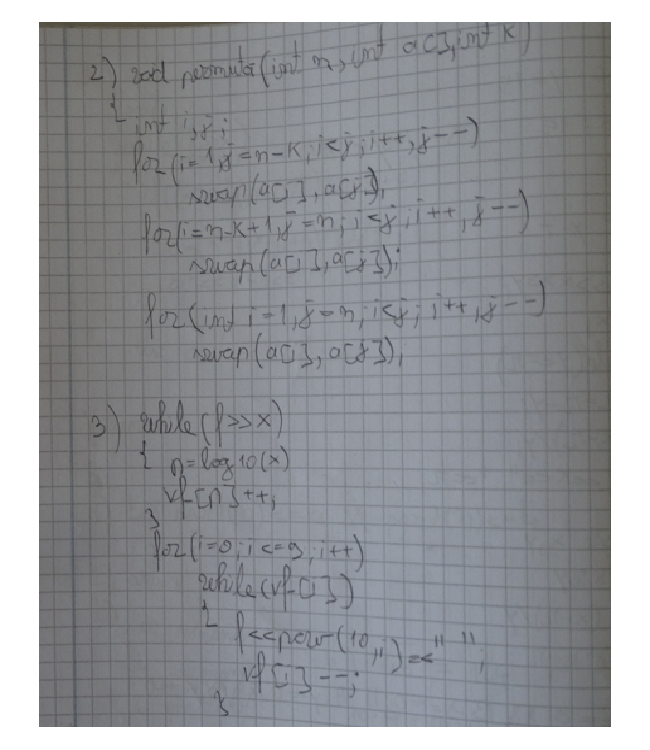 2) void permuta(int n, int a[], int k)
{
int i, j;
for(i=1, j=n-k, i<j, i++, j--)
swap(a[i], a[j]),
for(i=n-k+1, j=n; i<j; i++, j--)
swap(a[i], a[j]);
for(int i=1, j=n, i<j; i++, j--)
swap(a[i], a[j]);
3) while(f>>x)
{ n=log10(x)
vf[n]++;
}
for(i=0; i<=9; i++)
while(vf[i])
{
f<<pow(10, ) <<" ";
vf[i]--;
}